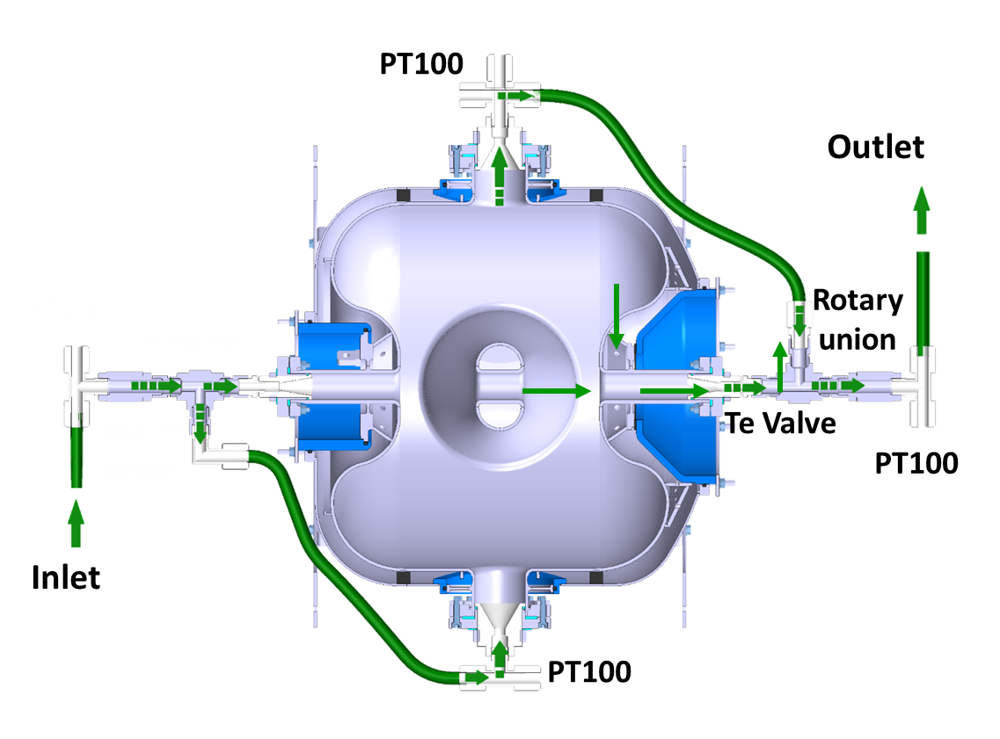 PT100
Outlet
Rotary
union
Te Valve
PT100
Inlet
PT100